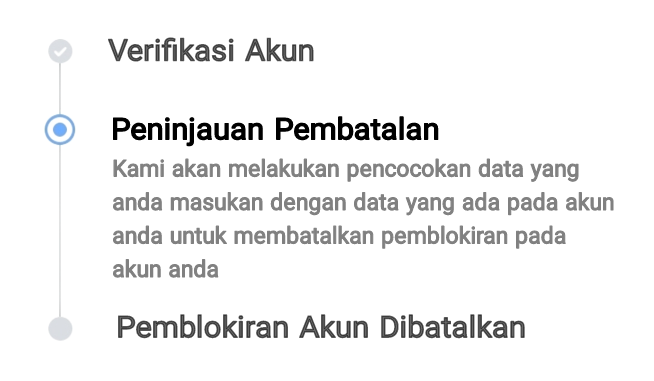 Verifikasi Akun
Peninjauan Pembatalan
Kami akan melakukan pencocokan data yang
anda masukan dengan data yang ada pada akun
anda untuk membatalkan pemblokiran pada
akun anda
Pemblokiran Akun Dibatalkan